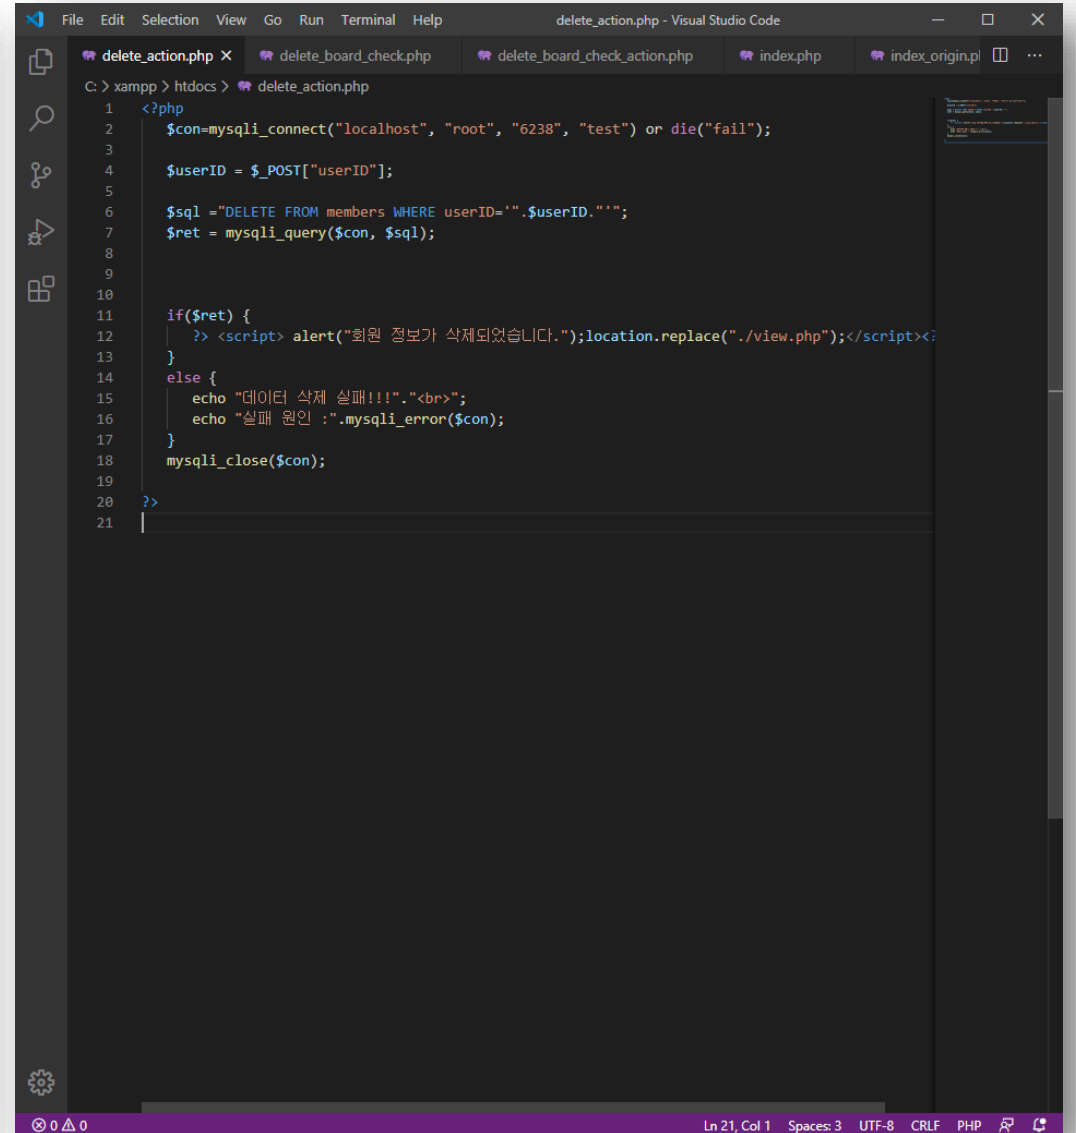 File Edit Selection View Go Run Terminal Help delete_action.php - Visual Studio Code
delete_action.php delete_board_check.php delete_board_check_action.php index.php index_origin.p
C: > xampp > htdocs > delete_action.php
1 <?php
2 $con=mysqli_connect("localhost", "root", "6238", "test") or die("fail");
3
4 $userID = $_POST["userID"];
5
6 $sql ="DELETE FROM members WHERE userID='".$userID."'";
7 $ret = mysqli_query($con, $sql);
8
9
10
11 if($ret) {
12 ?> <script> alert("회원 정보가 삭제되었습니다.");location.replace("./view.php");</script><?
13 }
14 else {
15 echo "데이터 삭제 실패!!!"."<br>";
16 echo "실패 원인 :".mysqli_error($con);
17 }
18 mysqli_close($con);
19
20 ?>
21
0 0 Ln 21, Col 1 Spaces: 3 UTF-8 CRLF PHP